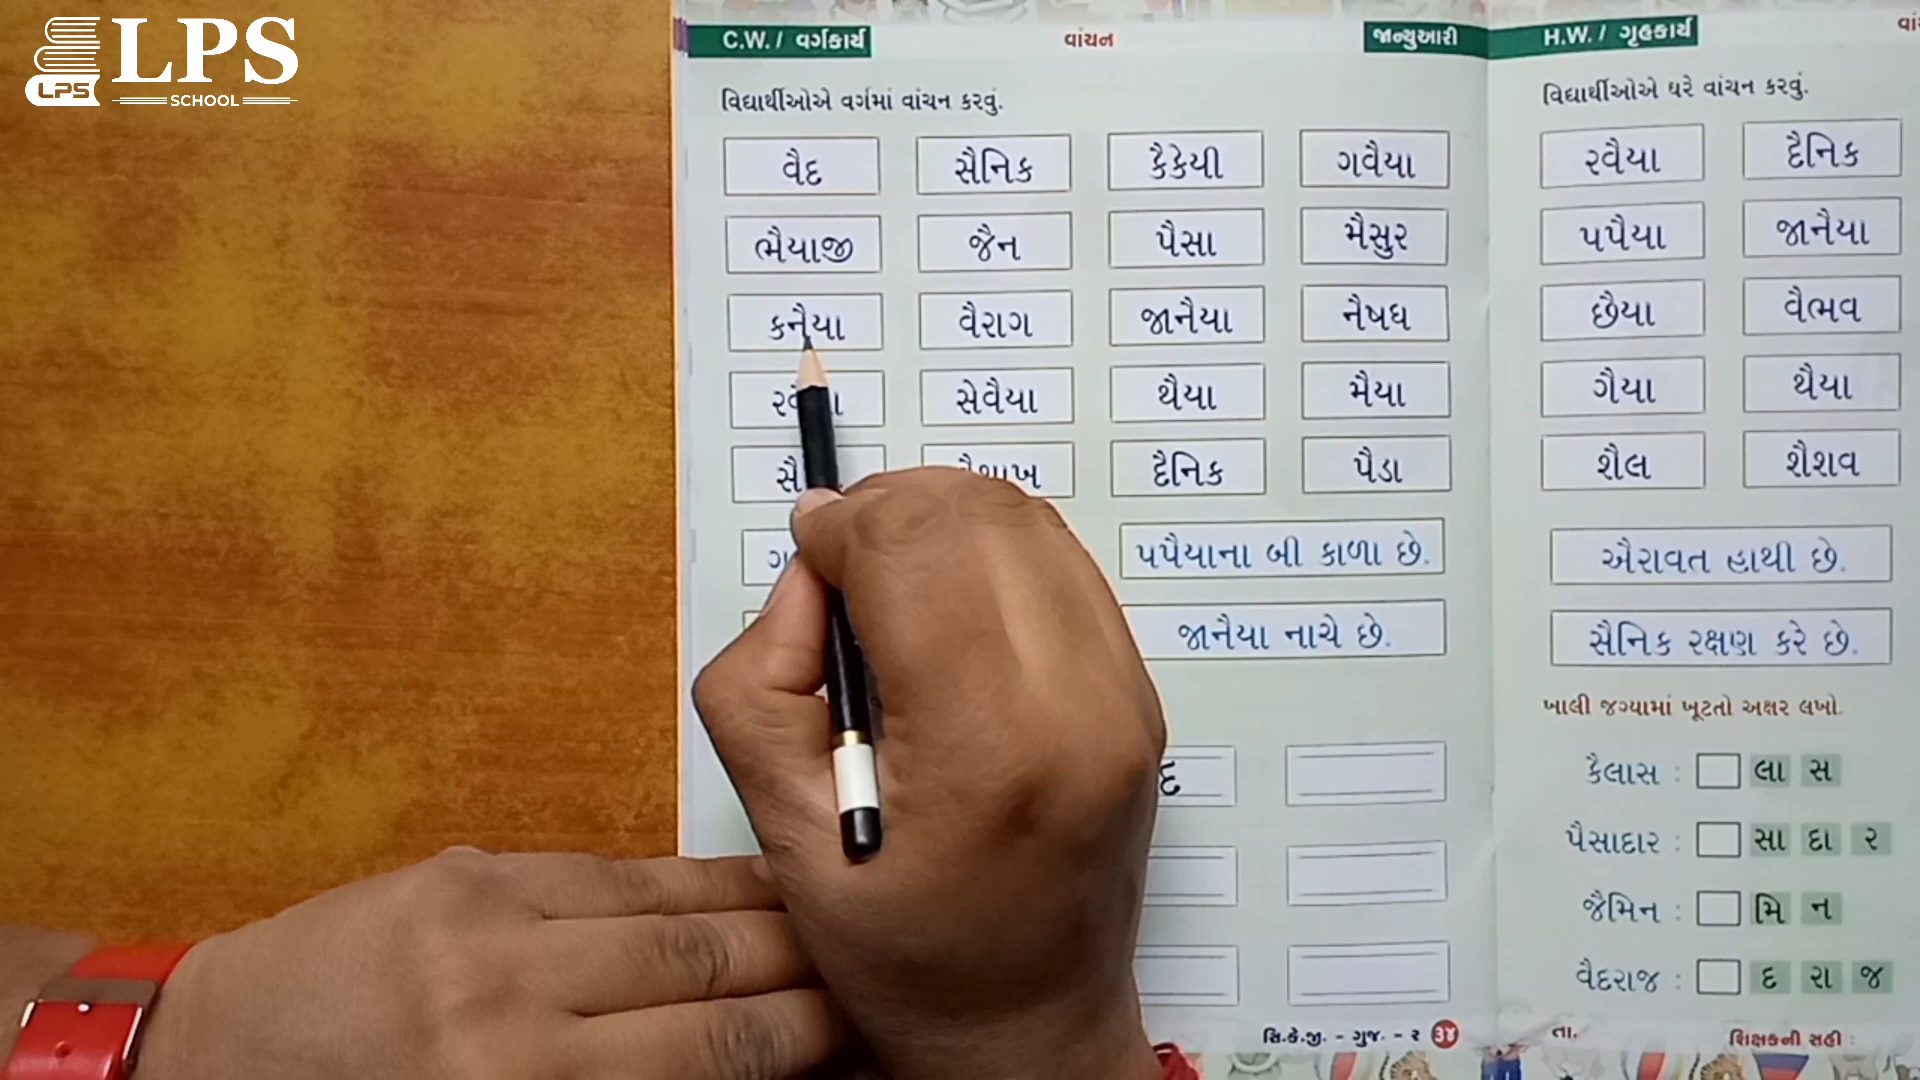 LPS
LPS
SCHOOL
C.W. / વર્ગકાર્ય વાંચન જાન્યુઆરી
વિદ્યાર્થીઓએ વર્ગમાં વાંચન કરવું.
વૈદ સૈનિક કૈકેયી ગવૈયા
ભૈયાજી જૈન પૈસા મૈસુર
કનૈયા વૈરાગ જાનૈયા નૈષધ
સેવૈયા થૈયા મૈયા
દૈનિક પૈડા
પપૈયાના બી કાળા છે.
જાનૈયા નાચે છે.
દ
સિ.કે.જી. - ગુજ. - ૨ ૩૪
H.W. / ગૃહકાર્ય
વિદ્યાર્થીઓએ ઘરે વાંચન કરવું.
રવૈયા દૈનિક
પપૈયા જાનૈયા
છૈયા વૈભવ
ગૈયા થૈયા
શૈલ શૈશવ
ઐરાવત હાથી છે.
સૈનિક રક્ષણ કરે છે.
ખાલી જગ્યામાં ખૂટતો અક્ષર લખો.
કૈલાસ : લા સ
પૈસાદાર : સા દા ર
જૈમિન : મિ ન
વૈદરાજ : દ રા જ
તા. શિક્ષકની સહી :